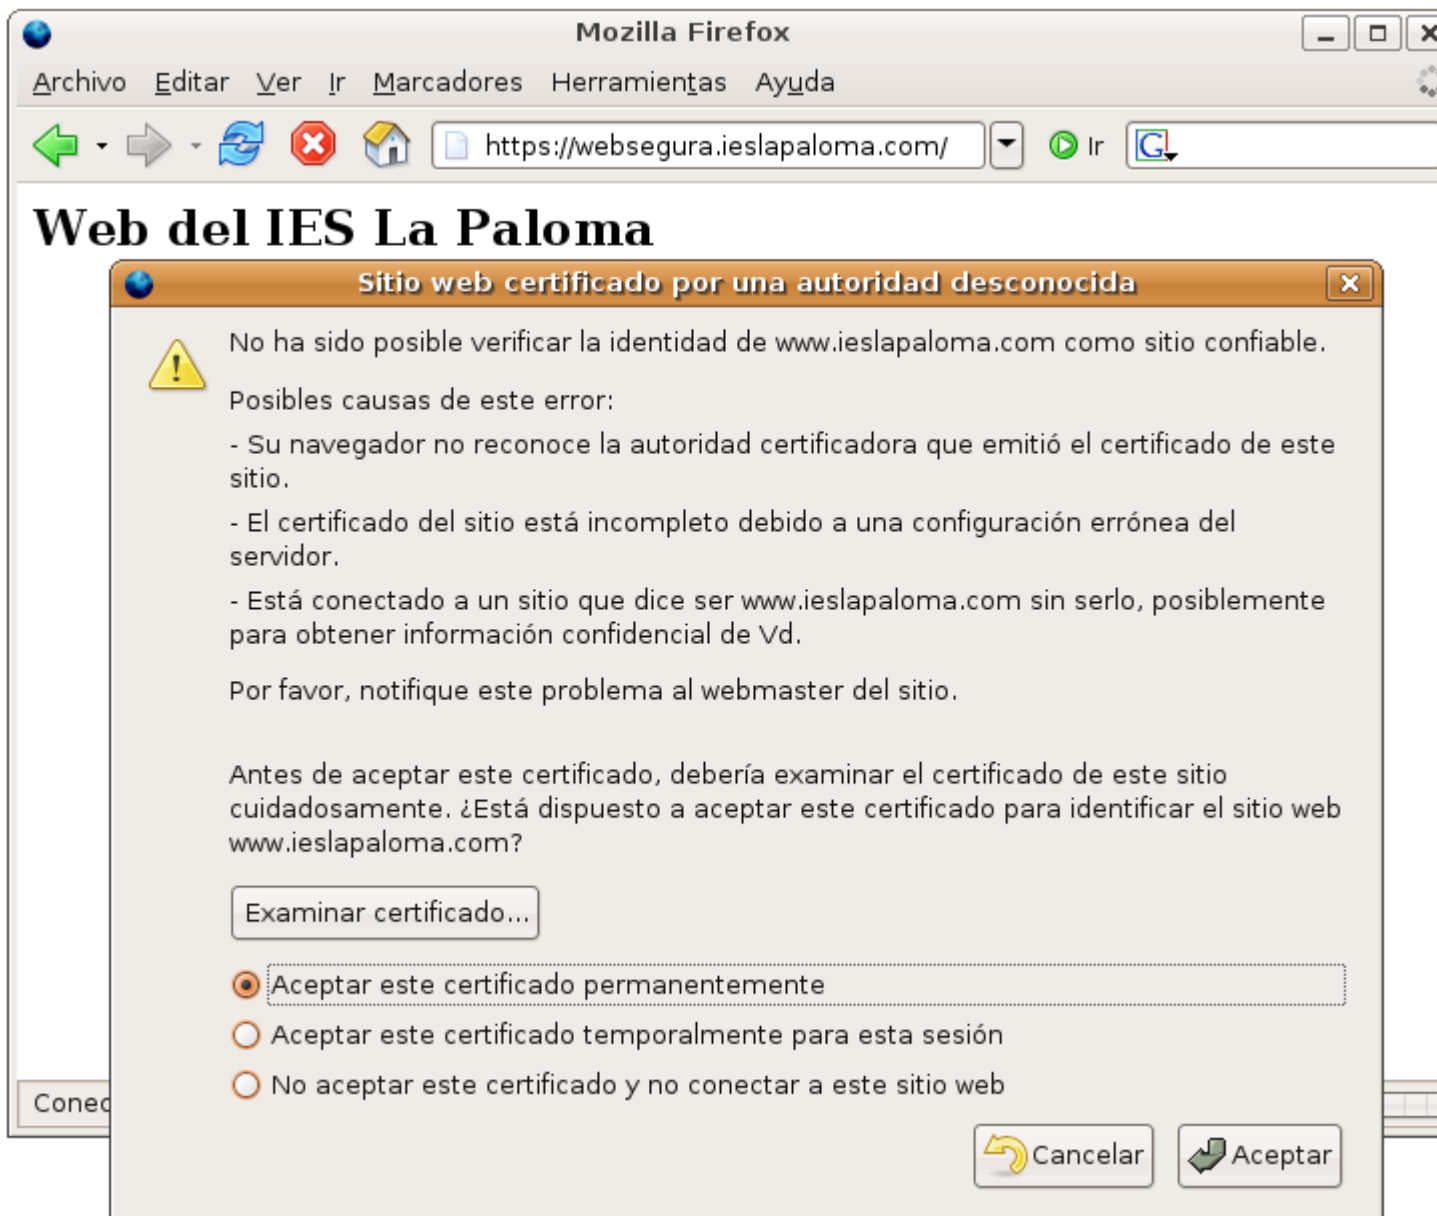 Mozilla Firefox
Archivo Editar Ver Ir Marcadores Herramientas Ayuda
https://websegura.ieslapaloma.com/ Ir G
Web del IES La Paloma
Sitio web certificado por una autoridad desconocida
No ha sido posible verificar la identidad de www.ieslapaloma.com como sitio confiable.
Posibles causas de este error:
- Su navegador no reconoce la autoridad certificadora que emitió el certificado de este
sitio.
- El certificado del sitio está incompleto debido a una configuración errónea del
servidor.
- Está conectado a un sitio que dice ser www.ieslapaloma.com sin serlo, posiblemente
para obtener información confidencial de Vd.
Por favor, notifique este problema al webmaster del sitio.
Antes de aceptar este certificado, debería examinar el certificado de este sitio
cuidadosamente. ¿Está dispuesto a aceptar este certificado para identificar el sitio web
www.ieslapaloma.com?
Examinar certificado...
Aceptar este certificado permanentemente
Aceptar este certificado temporalmente para esta sesión
No aceptar este certificado y no conectar a este sitio web
Conec
Cancelar Aceptar